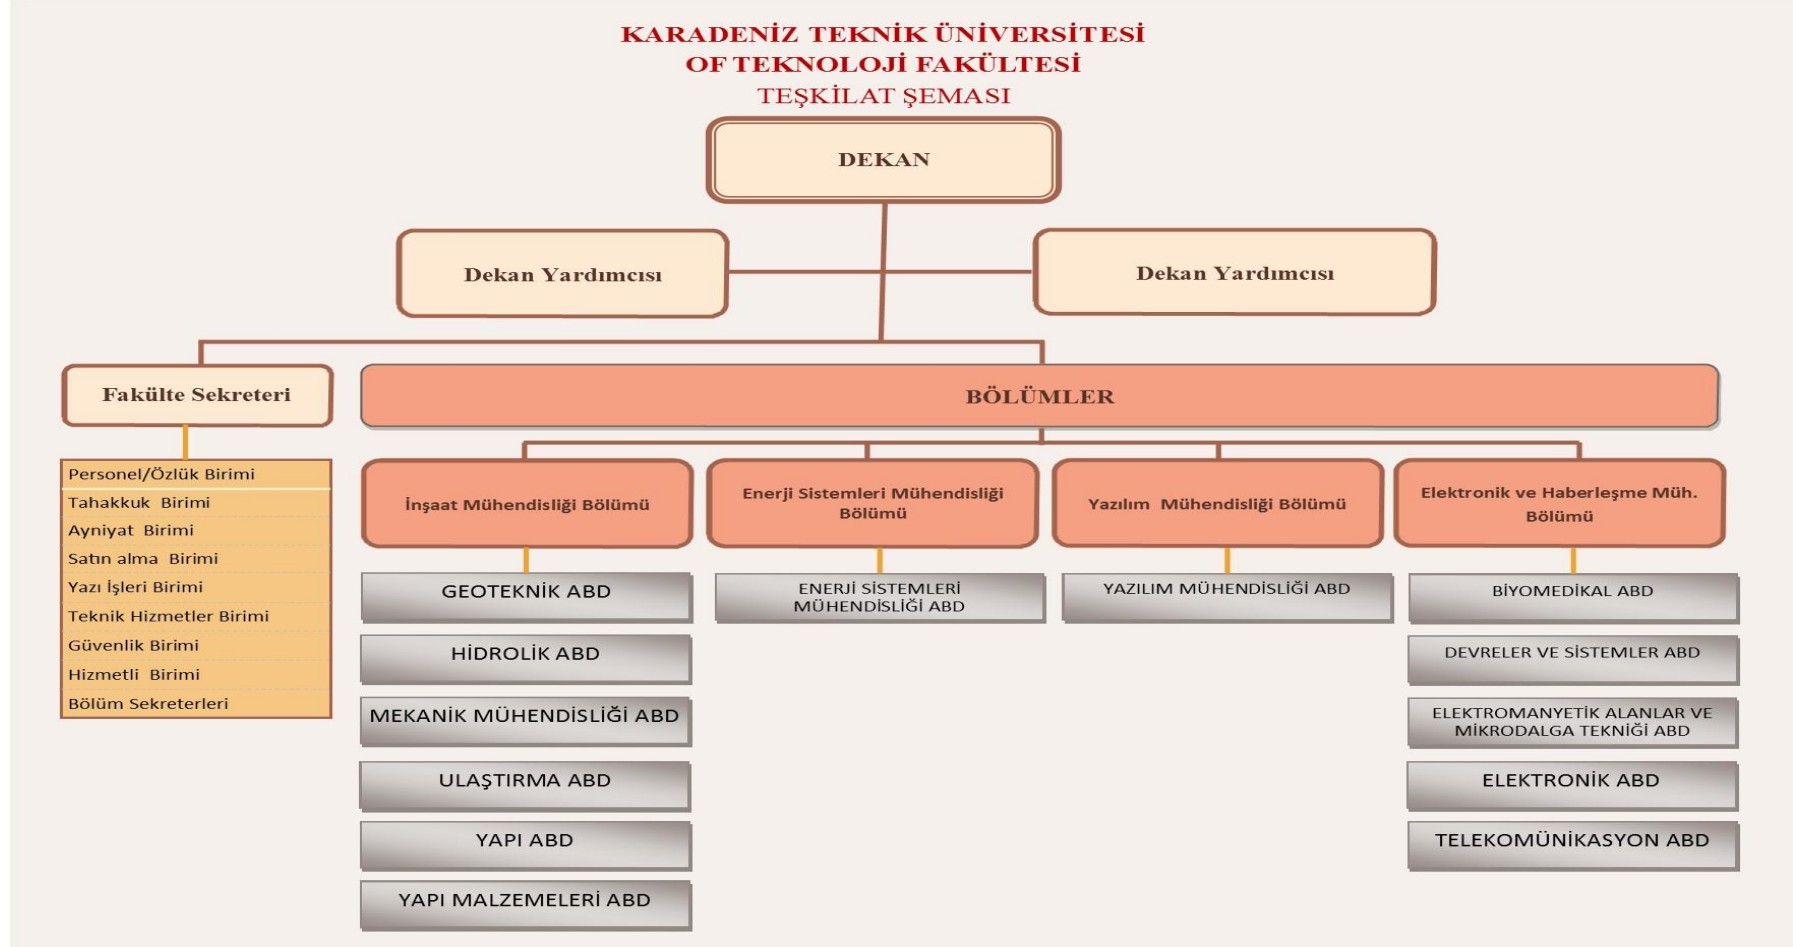 KARADENİZ TEKNİK ÜNİVERSİTESİ
OF TEKNOLOJİ FAKÜLTESİ
TEŞKİLAT ŞEMASI
DEKAN
Dekan Yardımcısı
Dekan Yardımcısı
Fakülte Sekreteri
BÖLÜMLER
Personel/Özlük Birimi
Tahakkuk Birimi
Ayniyat Birimi
Satın alma Birimi
Yazı İşleri Birimi
Teknik Hizmetler Birimi
Güvenlik Birimi
Hizmetli Birimi
Bölüm Sekreterleri
İnşaat Mühendisliği Bölümü
GEOTEKNİK ABD
HİDROLİK ABD
MEKANİK MÜHENDİSLİĞİ ABD
ULAŞTIRMA ABD
YAPI ABD
YAPI MALZEMELERİ ABD
Enerji Sistemleri Mühendisliği
Bölümü
ENERJİ SİSTEMLERİ
MÜHENDİSLİĞİ ABD
Yazılım Mühendisliği Bölümü
YAZILIM MÜHENDİSLİĞİ ABD
Elektronik ve Haberleşme Müh.
Bölümü
BİYOMEDİKAL ABD
DEVRELER VE SİSTEMLER ABD
ELEKTROMANYETİK ALANLAR VE
MİKRODALGA TEKNİĞİ ABD
ELEKTRONİK ABD
TELEKOMÜNİKASYON ABD